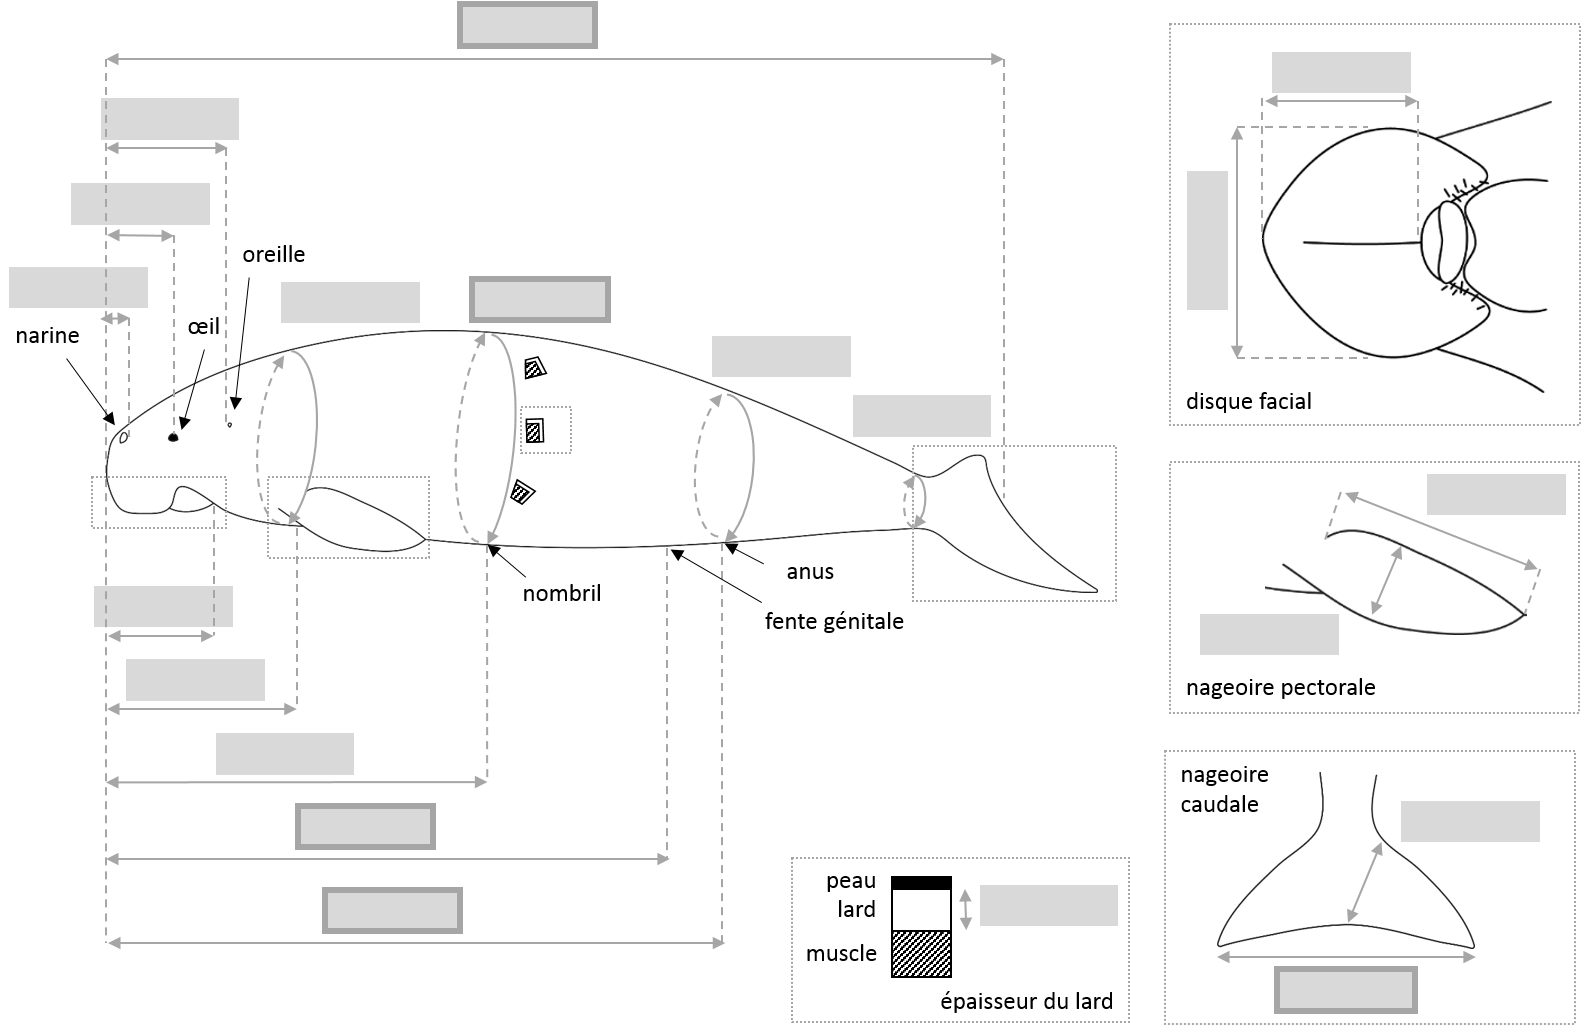 oreille
narine
œil
nombril
anus
fente génitale
disque facial
nageoire pectorale
nageoire
caudale
peau
lard
muscle
épaisseur du lard